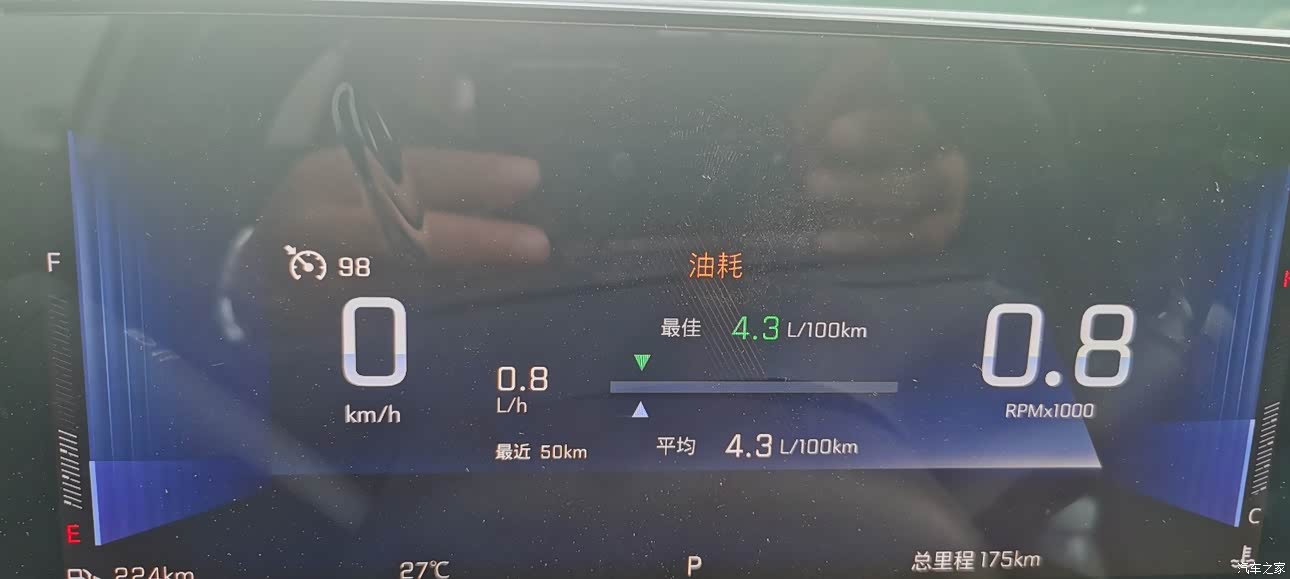 98
油耗
F
0
最佳 4.3 L/100km
0.8
0.8
L/h
km/h
RPMx1000
最近 50km
平均 4.3 L/100km
E
C
224km
27℃
P
总里程 175km
汽车之家